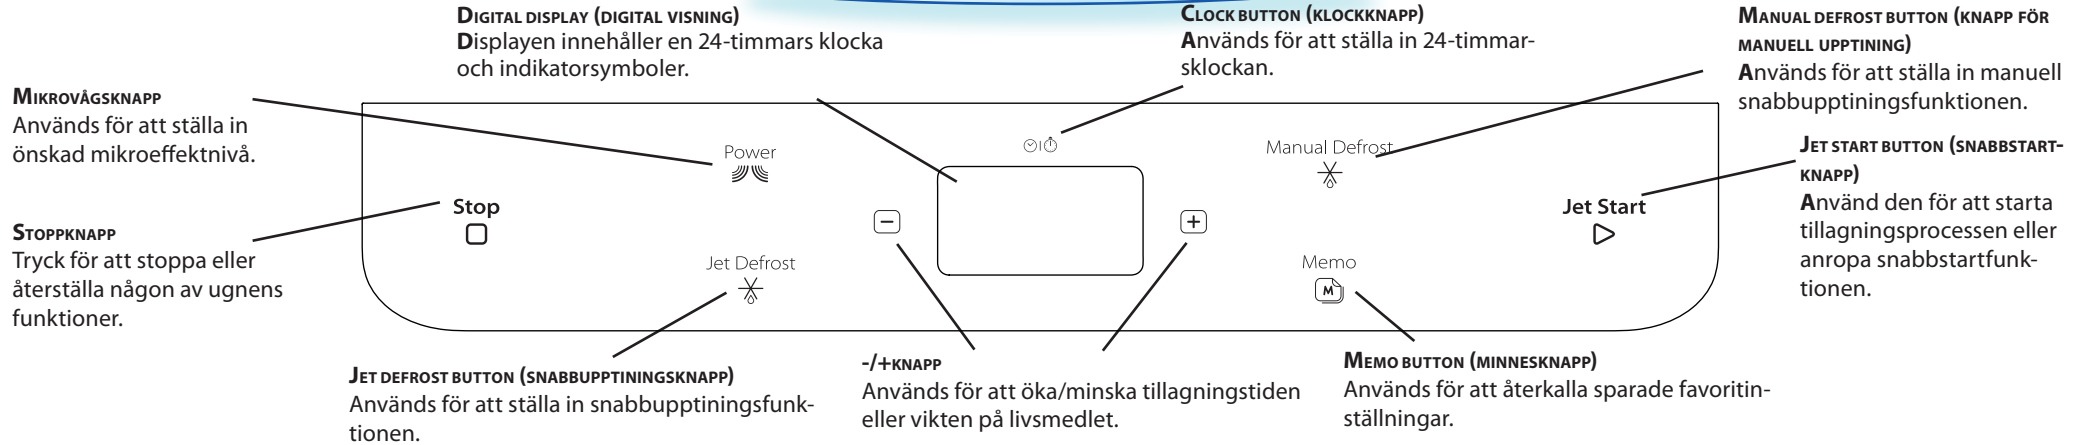 DIGITAL DISPLAY (DIGITAL VISNING)
Displayen innehåller en 24-timmars klocka
och indikatorsymboler.
CLOCK BUTTON (KLOCKKNAPP)
Används för att ställa in 24-timmar-
sklockan.
MANUAL DEFROST BUTTON (KNAPP FÖR
MANUELL UPPTINING)
Används för att ställa in manuell
snabbupptiningsfunktionen.
MIKROVÅGSKNAPP
Används för att ställa in
önskad mikroeffektnivå.
STOPPKNAPP
Tryck för att stoppa eller
återställa någon av ugnens
funktioner.
Power
Stop
Jet Defrost
-
+
Manual Defrost
Memo
M
Jet Start
JET START BUTTON (SNABBSTART-
KNAPP)
Använd den för att starta
tillagningsprocessen eller
anropa snabbstartfunk-
tionen.
JET DEFROST BUTTON (SNABBUPPTININGSKNAPP)
Används för att ställa in snabbupptiningsfunk-
tionen.
-/+KNAPP
Används för att öka/minska tillagningstiden
eller vikten på livsmedlet.
MEMO BUTTON (MINNESKNAPP)
Används för att återkalla sparade favoritin-
ställningar.